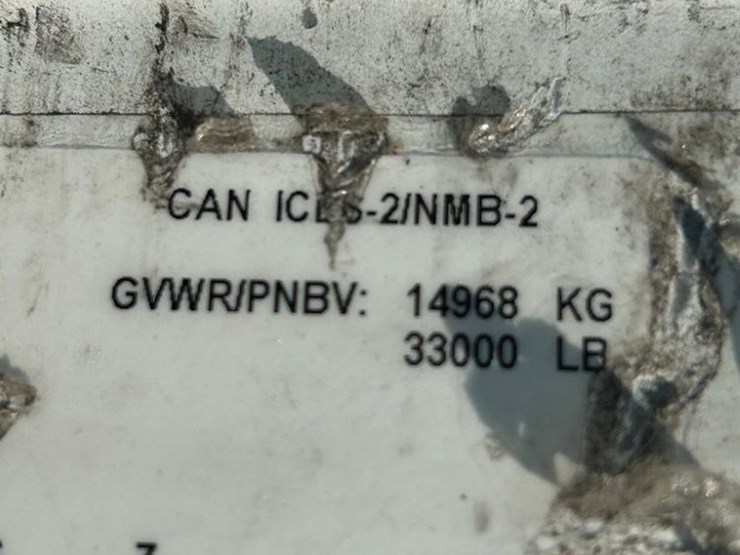 CAN ICES-2/NMB-2
GVWR/PNBV: 14968 KG
33000 LB